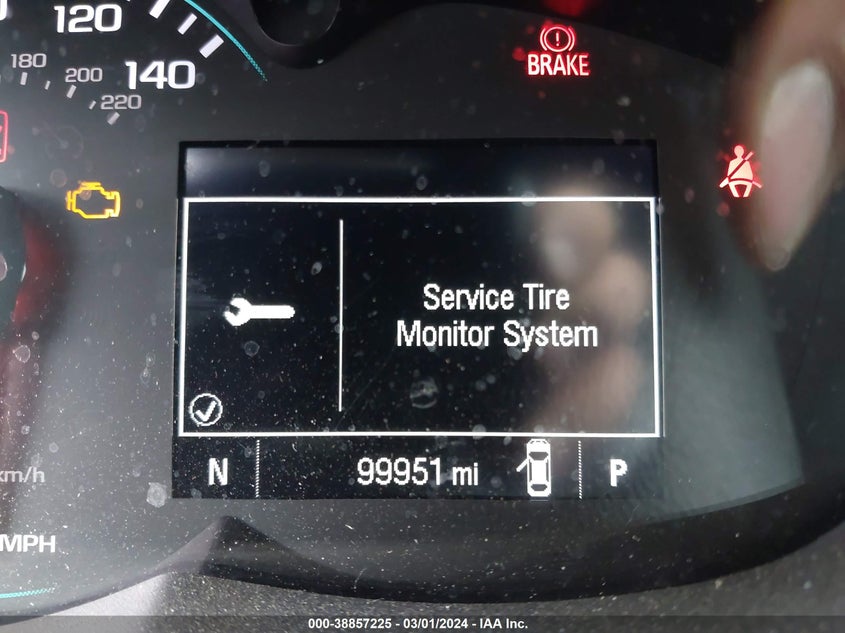 120
140
180
200
220
BRAKE
Service Tire
Monitor System
N 99951 mi P
km/h
MPH
000-38857225 - 03/01/2024 - IAA Inc.